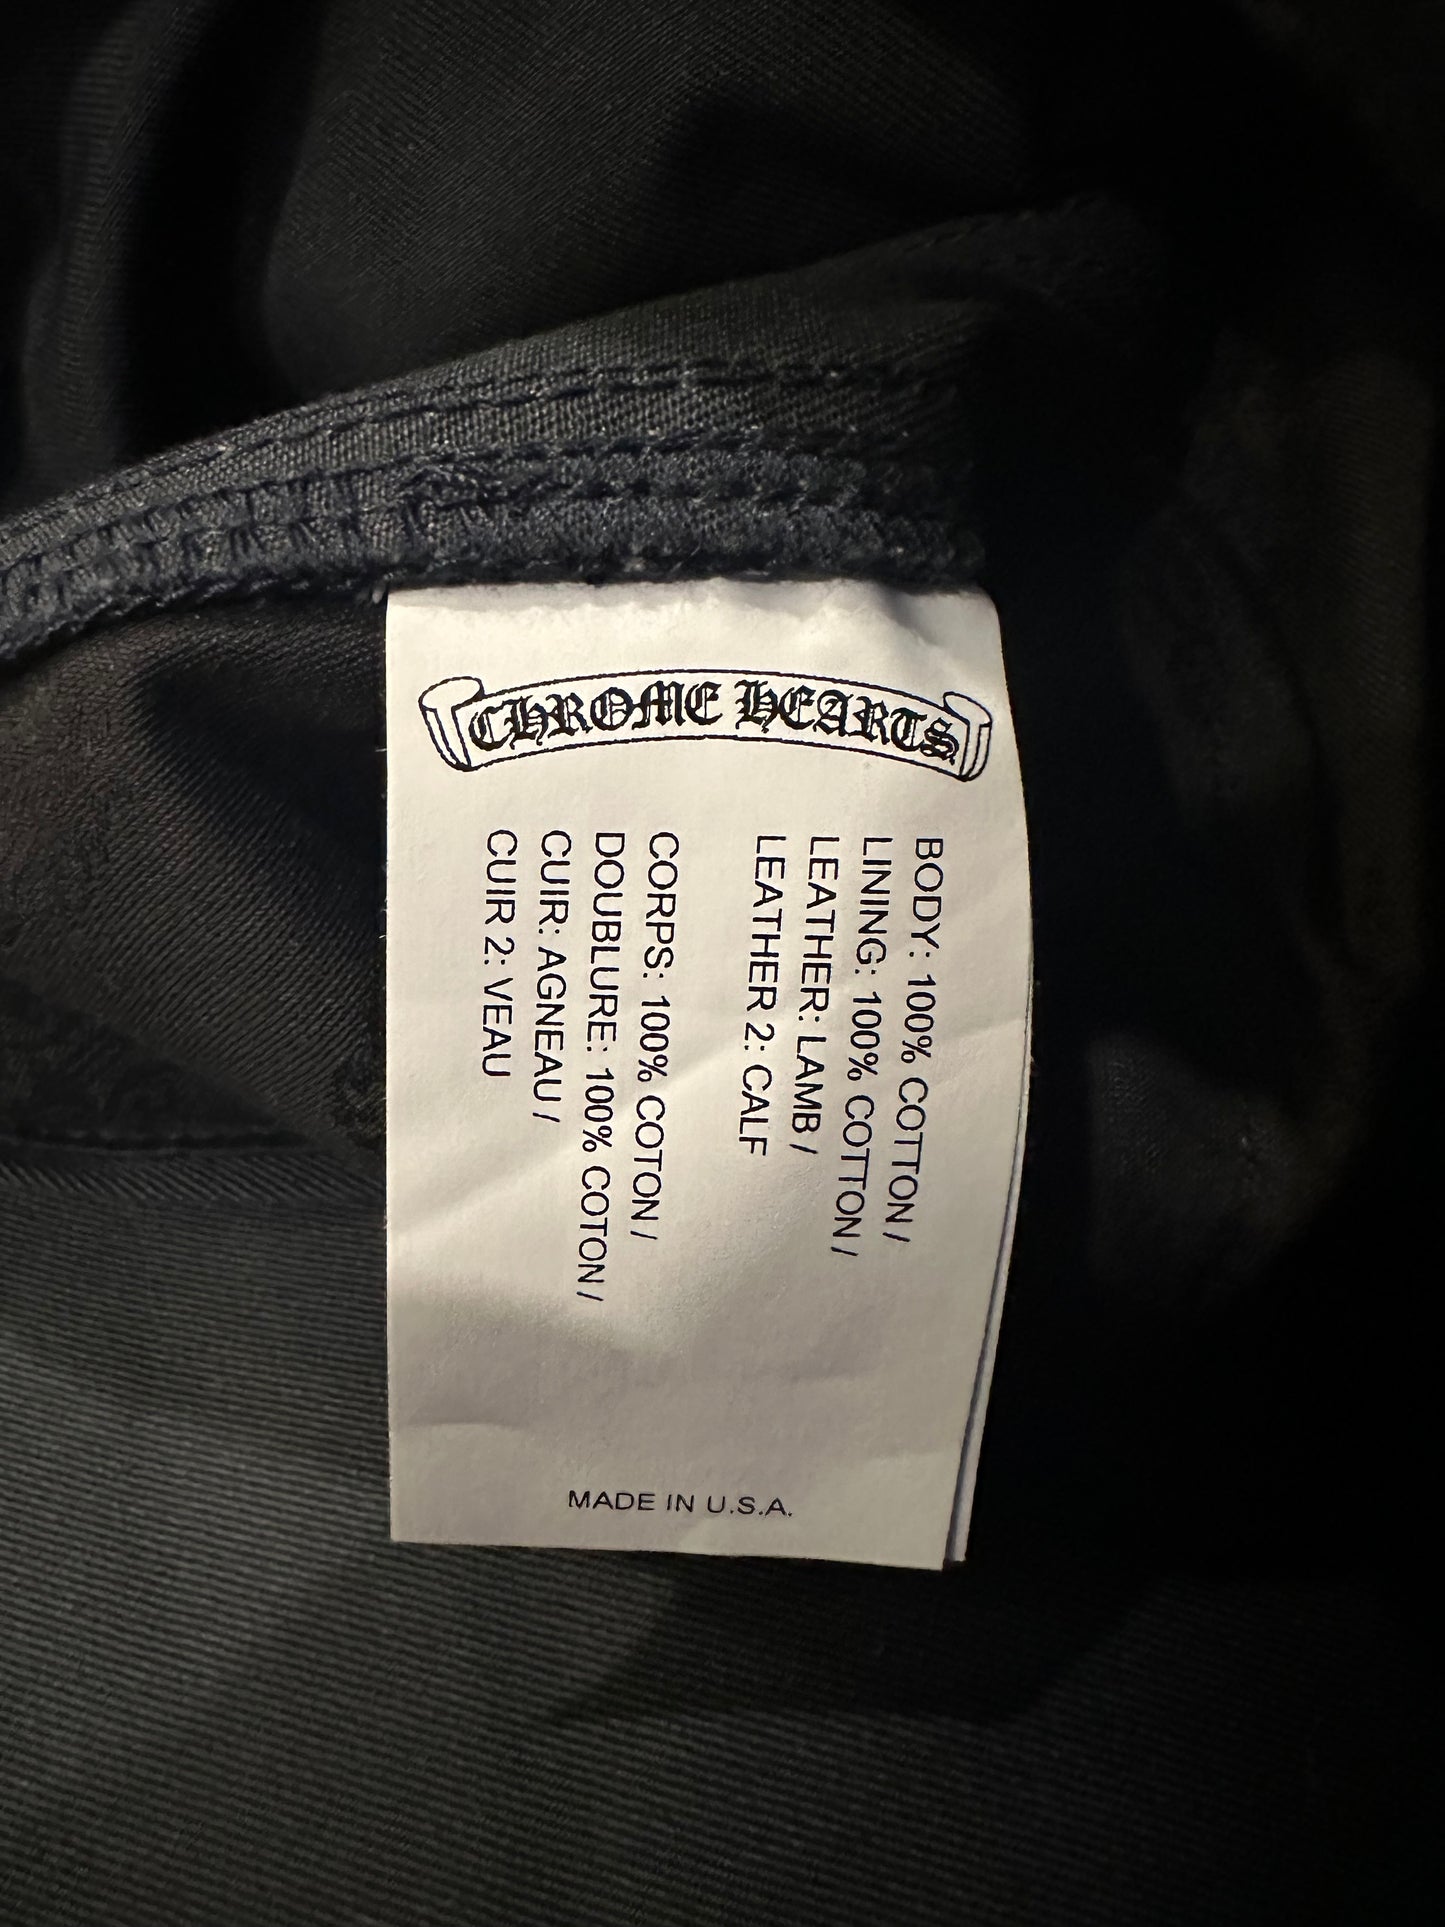 CHROME HEARTS
BODY: 100% COTTON /
LINING: 100% COTTON /
LEATHER: LAMB /
LEATHER 2: CALF
CORPS: 100% COTON /
DOUBLURE: 100% COTON /
CUIR: AGNEAU /
CUIR 2: VEAU
MADE IN U.S.A.